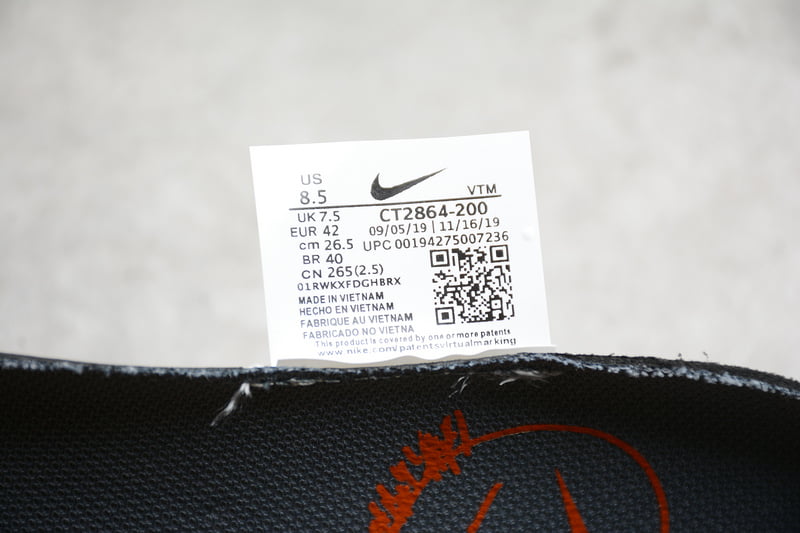 US
8.5
VTM
UK 7.5
CT2864-200
EUR 42
09/05/19 | 11/16/19
cm 26.5
UPC 00194275007236
BR 40
CN 265(2.5)
01RWKXFDGHBRX
MADE IN VIETNAM
HECHO EN VIETNAM
FABRIQUE AU VIETNAM
FABRICADO NO VIETNA
This product is covered by one or more patents
www.nike.com/patentsvirtualmarking